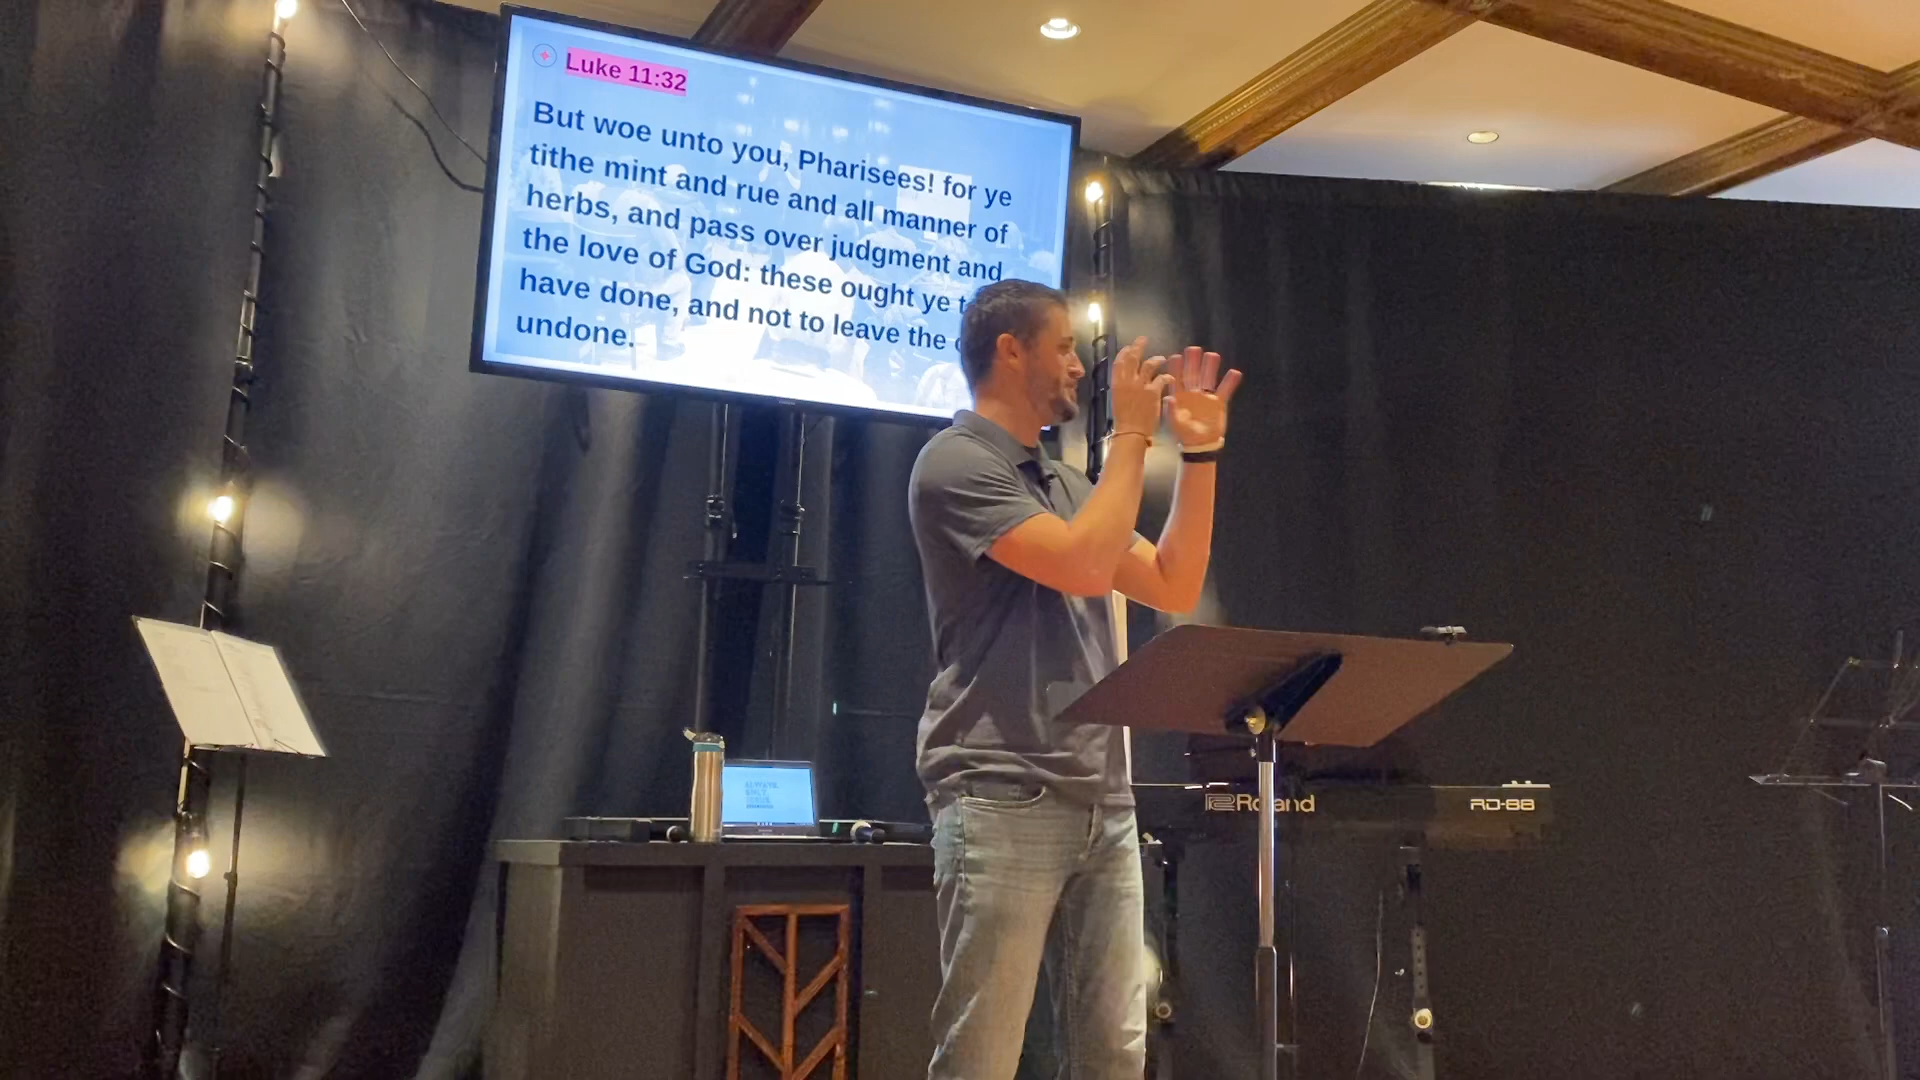 Luke 11:32
But woe unto you, Pharisees! for ye
tithe mint and rue and all manner of
herbs, and pass over judgment and
the love of God: these ought ye
have done, and not to leave the
undone.
Roland
RD-88